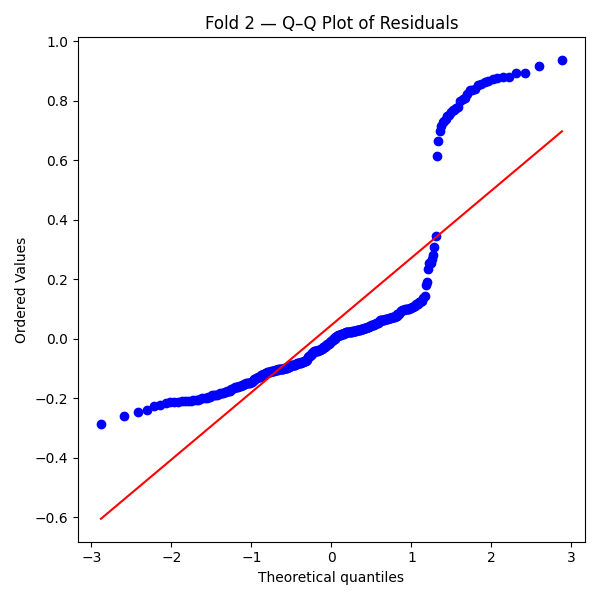 Fold 2 — Q–Q Plot of Residuals
1.0
0.8
0.6
0.4
0.2
0.0
−0.2
−0.4
−0.6
Ordered Values
−3 −2 −1 0 1 2 3
Theoretical quantiles